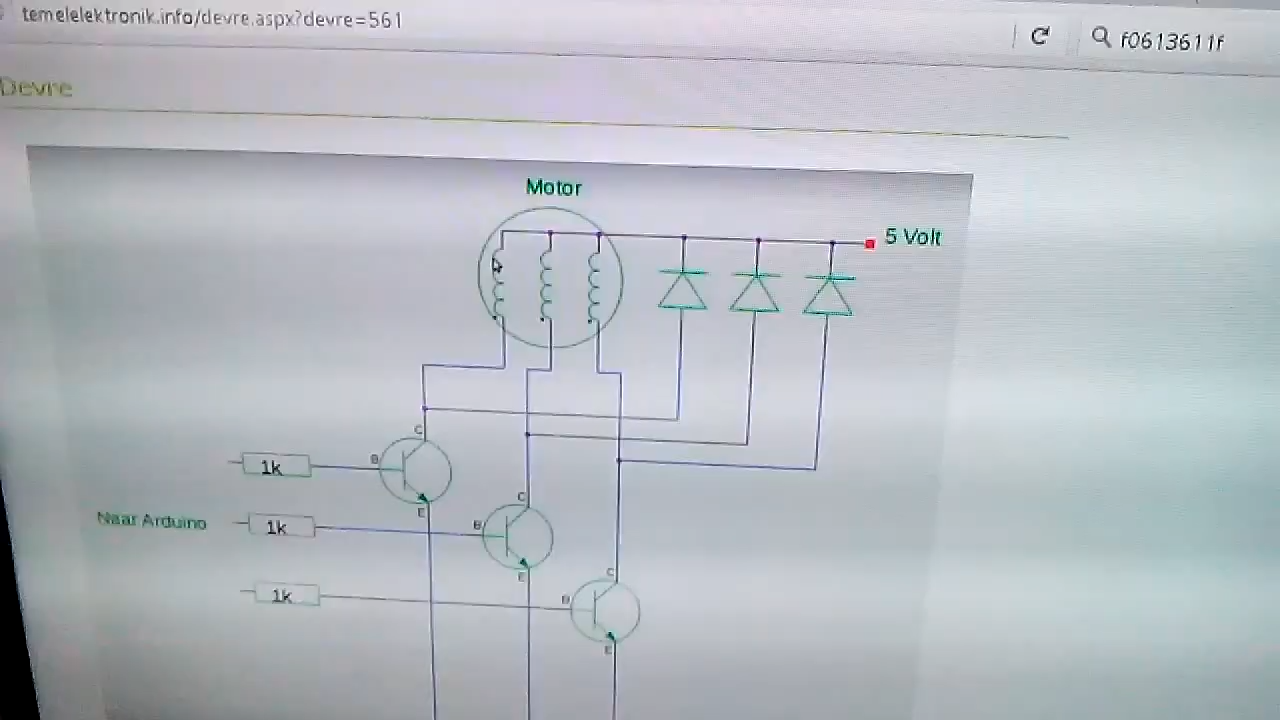 temelelektronik.info/devre.aspx?devre=561
f0613611f
Devre
Motor
5 Volt
C
B
1k
E
C
Naar Arduino
1k
B
E
C
1k
B
E